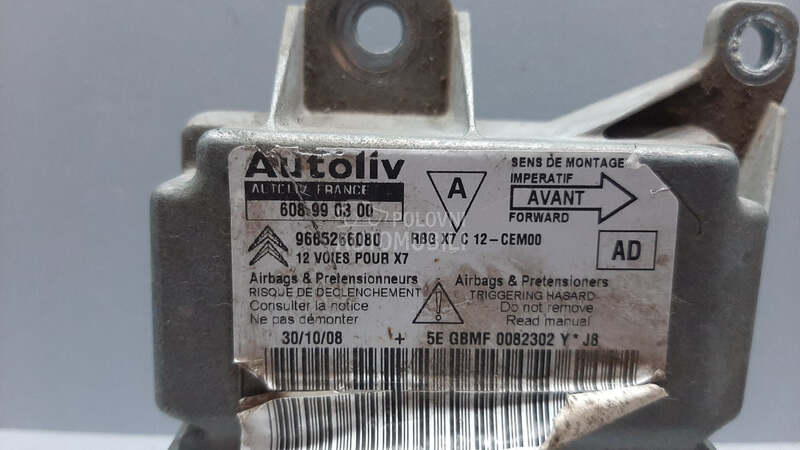 Autoliv
AUTOLIV FRANCE
608 99 03 00
9665266080
12 VOIES POUR X7
A
SENS DE MONTAGE
IMPERATIF
AVANT
FORWARD
RBG X7 C 12-CEM00
AD
Airbags & Pretensionneurs
RISQUE DE DECLENCHEMENT
Consulter la notice
Ne pas démonter
Airbags & Pretensioners
TRIGGERING HASARD
Do not remove
Read manual
30/10/08 + 5E GBMF 0082302 Y*J8
POLOVNI
AUTOMOBILI